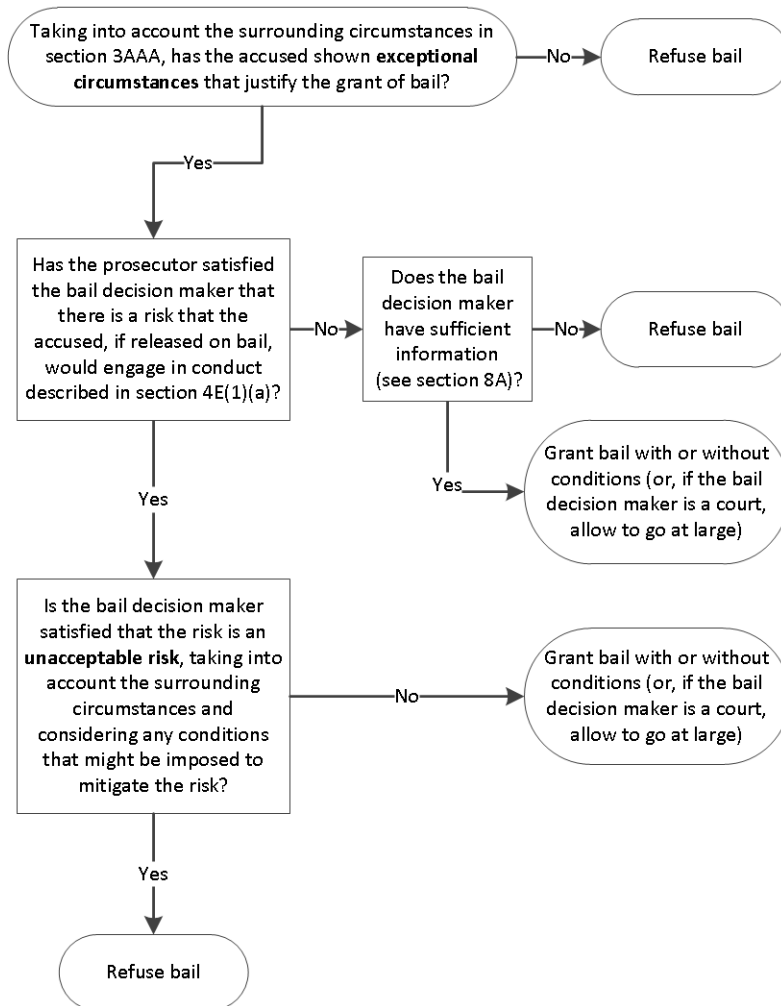 Taking into account the surrounding circumstances in
section 3AAA, has the accused shown exceptional
circumstances that justify the grant of bail?
No
Refuse bail
Yes
Has the prosecutor satisfied
the bail decision maker that
there is a risk that the
accused, if released on bail,
would engage in conduct
described in section 4E(1)(a)?
No
Does the bail
decision maker
have sufficient
information
(see section 8A)?
No
Refuse bail
Yes
Grant bail with or without
conditions (or, if the bail
decision maker is a court,
allow to go at large)
Yes
Is the bail decision maker
satisfied that the risk is an
unacceptable risk, taking into
account the surrounding
circumstances and
considering any conditions
that might be imposed to
mitigate the risk?
No
Grant bail with or without
conditions (or, if the bail
decision maker is a court,
allow to go at large)
Yes
Refuse bail